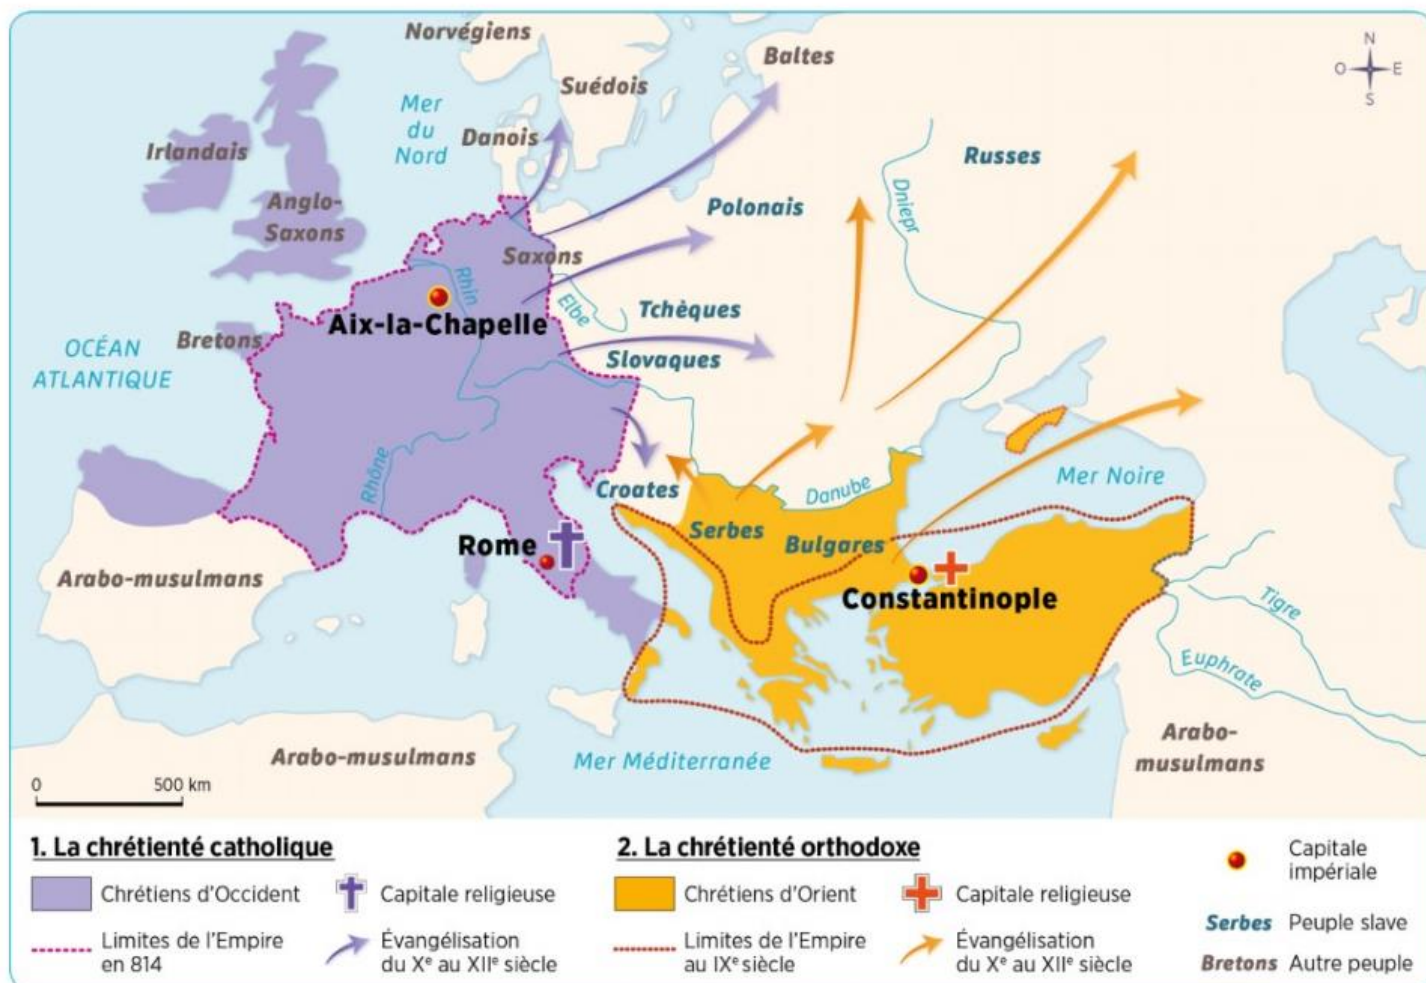 Norvégiens
Baltes
Suédois
N
O
E
S
Mer
du
Nord
Danois
Irlandais
Russes
Dniepr
Anglo-
Saxons
Polonais
Saxons
Rhin
Elbe
Tchèques
Aix-la-Chapelle
Bretons
OCÉAN
ATLANTIQUE
Slovaques
Rhône
Croates
Danube
Mer Noire
Serbes
Bulgares
Rome
Arabo-musulmans
Constantinople
Tigre
Euphrate
Arabo-musulmans
Mer Méditerranée
Arabo-
musulmans
0
500 km
1. La chrétienté catholique
Chrétiens d'Occident
Capitale religieuse
Limites de l'Empire
en 814
Évangélisation
du Xe au XIIe siècle
2. La chrétienté orthodoxe
Chrétiens d'Orient
Capitale religieuse
Limites de l'Empire
au IXe siècle
Évangélisation
du Xe au XIIe siècle
Capitale
impériale
Serbes Peuple slave
Bretons Autre peuple